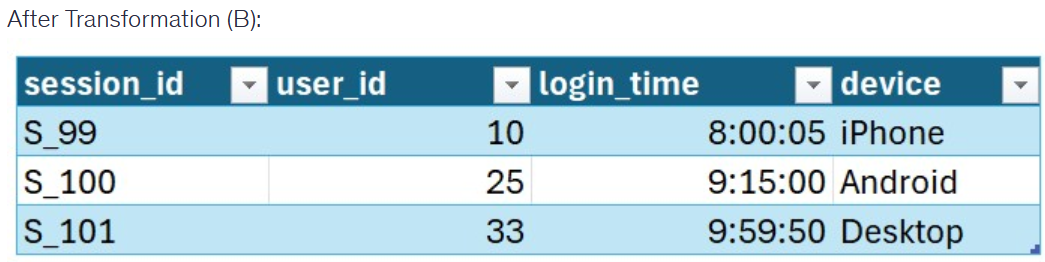 After Transformation (B):
session_id user_id login_time device
S_99 10 8:00:05 iPhone
S_100 25 9:15:00 Android
S_101 33 9:59:50 Desktop